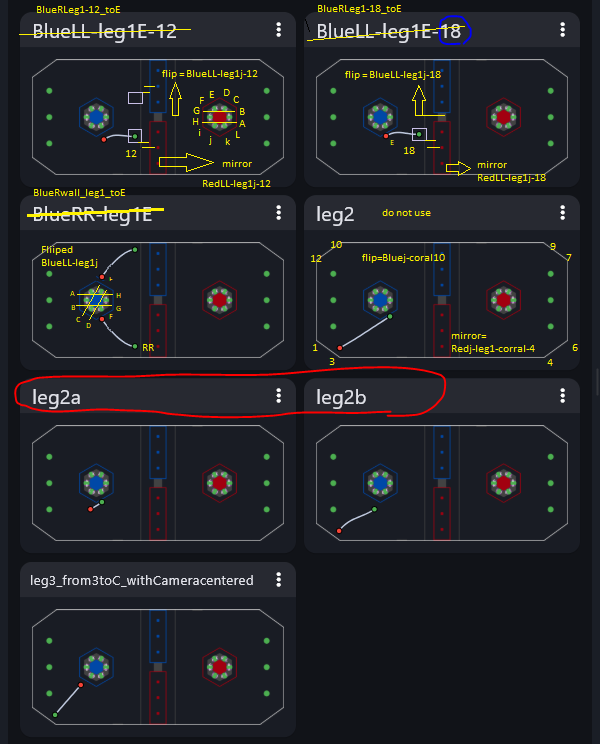 BlueRLeg1-12_toE
BlueLL-leg1E-12
flip = BlueLL-leg1j-12
F E D C
G B
H A
i L
j k
12
mirror
RedLL-leg1j-12
BlueRLeg1-18_toE
BlueLL-leg1E-18
flip = BlueLL-leg1j-18
E
18
mirror
RedLL-leg1j-18
BlueRwall_leg1_toE
BlueRR-leg1E
Fliiped
BlueLL-leg1j
A H
B G
C F
D
RR
leg2
do not use
10 9
12 7
flip=Bluej-coral10
mirror=
Redj-leg1-corral-4
1 6
3 4
leg2a
leg2b
leg3_from3toC_withCameracentered